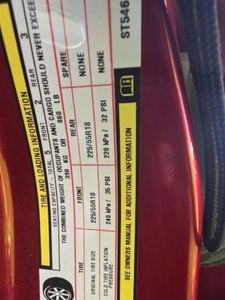 TIRE AND LOADING INFORMATION
SEATING CAPACITY - TOTAL 5 FRONT 2 REAR 3
THE COMBINED WEIGHT OF OCCUPANTS AND CARGO SHOULD NEVER EXCEE
390 KG OR 860 LB
TIRE FRONT REAR SPARE
ORIGINAL TIRE SIZE 225/55R18 225/55R18 NONE
COLD TIRE INFLATION PRESSURE 240 kPa / 35 PSI 220 kPa / 32 PSI NONE
SEE OWNERS MANUAL FOR ADDITIONAL INFORMATION
ST546